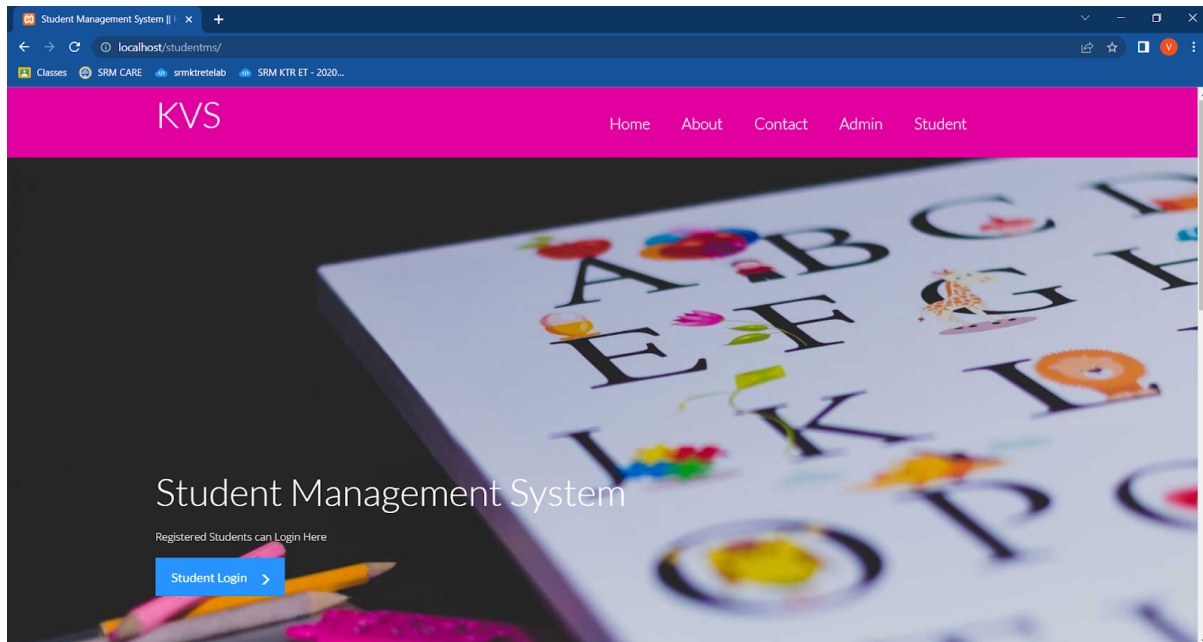 Student Management System ||
localhost/studentms/
V
Classes SRM CARE srmktretelab SRM KTR ET - 2020...
KVS
Home About Contact Admin Student
A B C D
E F G H
K L
O P
Student Management System
Registered Students can Login Here
Student Login